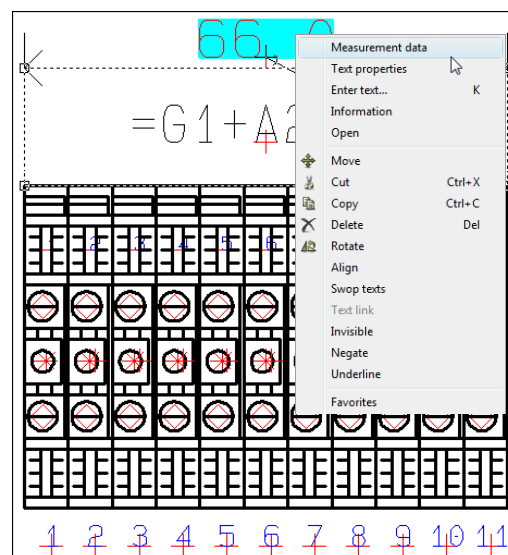 66,0
Measurement data
Text properties
Enter text... K
Information
Open
=G1+A2
Move
Cut Ctrl+X
Copy Ctrl+C
Delete Del
Rotate
Align
Swop texts
Text link
Invisible
Negate
Underline
Favorites
1 2 3 4 5 6
1 2 3 4 5 6 7 8 9 10 11